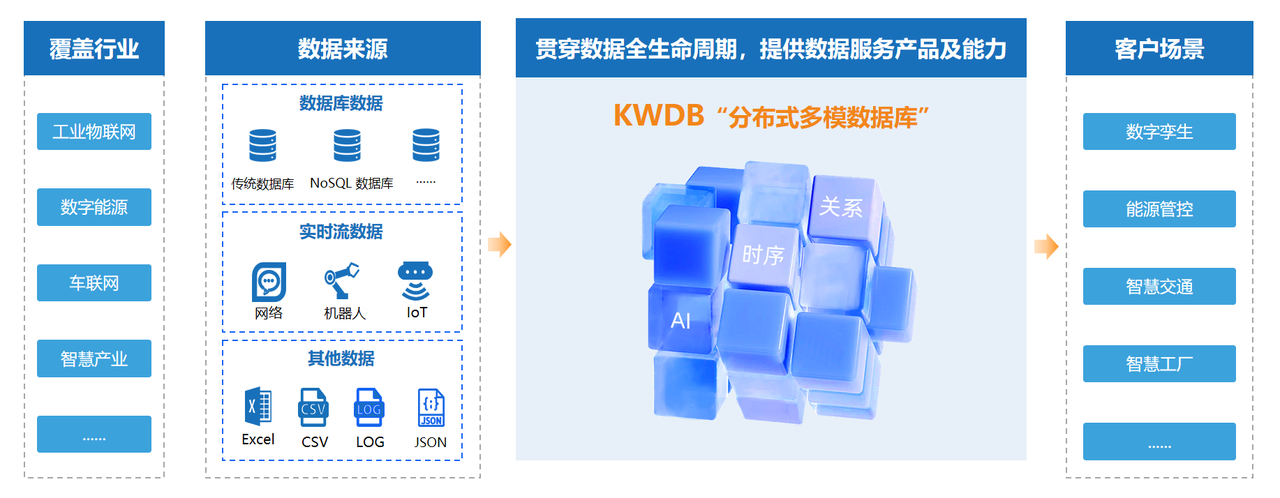 覆盖行业
工业物联网
数字能源
车联网
智慧产业
......
数据来源
数据库数据
传统数据库
NoSQL 数据库
......
实时流数据
网络
机器人
IoT
其他数据
X
CSV
LOG
{;}
JSON
Excel
CSV
LOG
JSON
贯穿数据全生命周期，提供数据服务产品及能力
KWDB“分布式多模数据库”
关系
时序
AI
客户场景
数字孪生
能源管控
智慧交通
智慧工厂
......